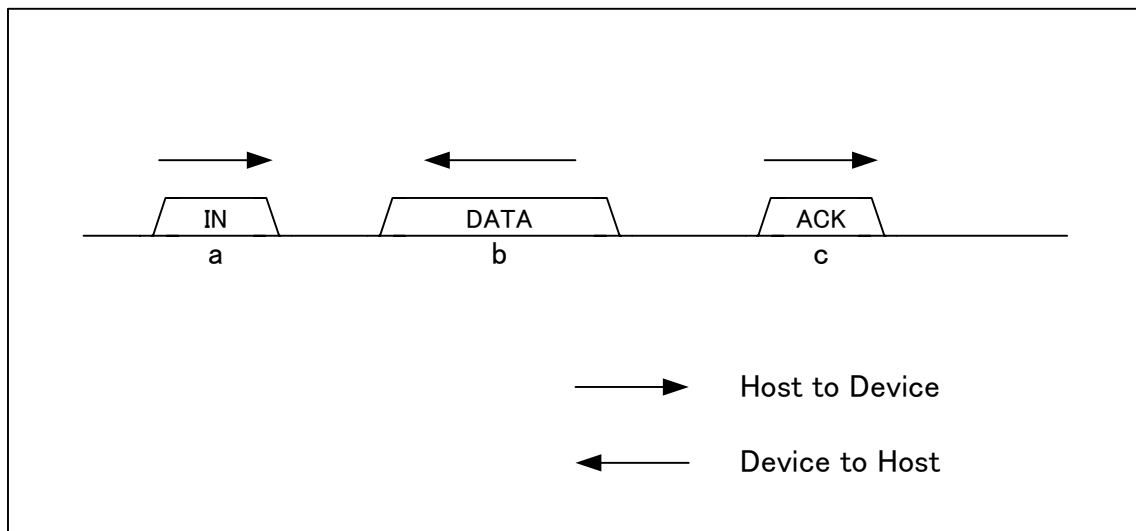 IN DATA ACK
a b c
Host to Device
Device to Host